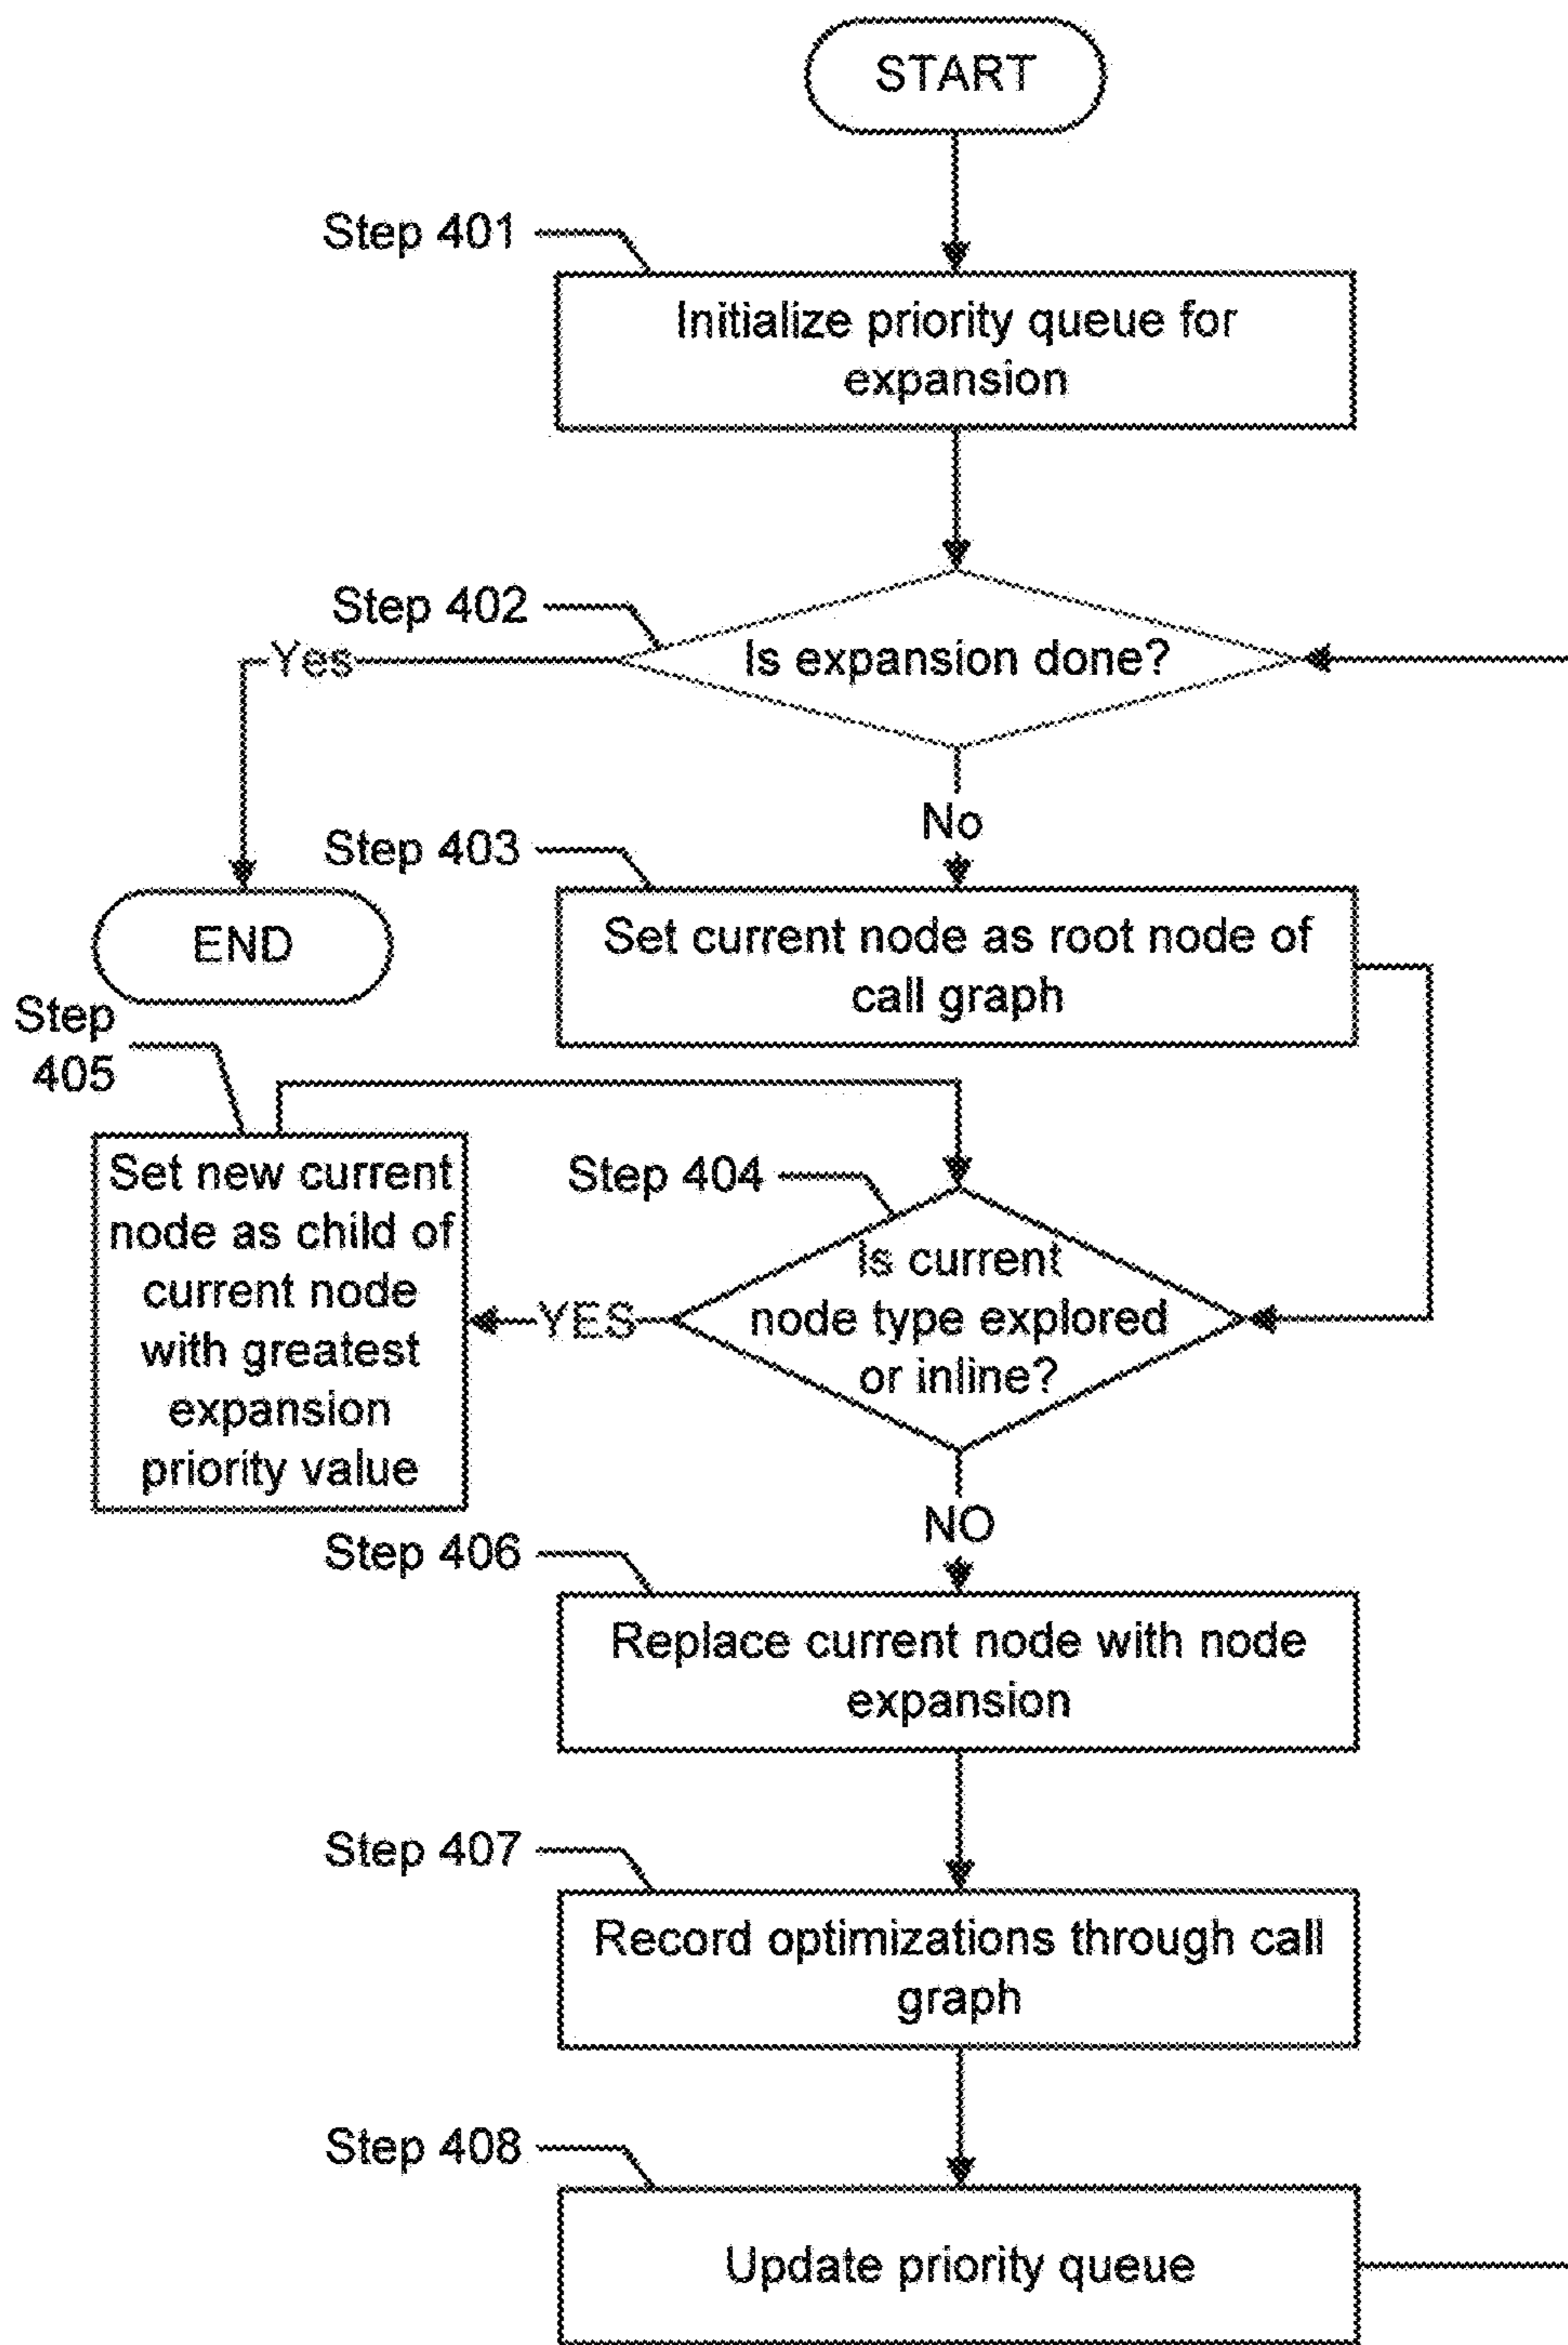 START
Step 401
Initialize priority queue for
expansion
Step 402
Is expansion done?
Yes
No
Step 403
END
Set current node as root node of
call graph
Step
405
Set new current
node as child of
current node
with greatest
expansion
priority value
Step 404
Is current
node type explored
or inline?
YES
NO
Step 406
Replace current node with node
expansion
Step 407
Record optimizations through call
graph
Step 408
Update priority queue